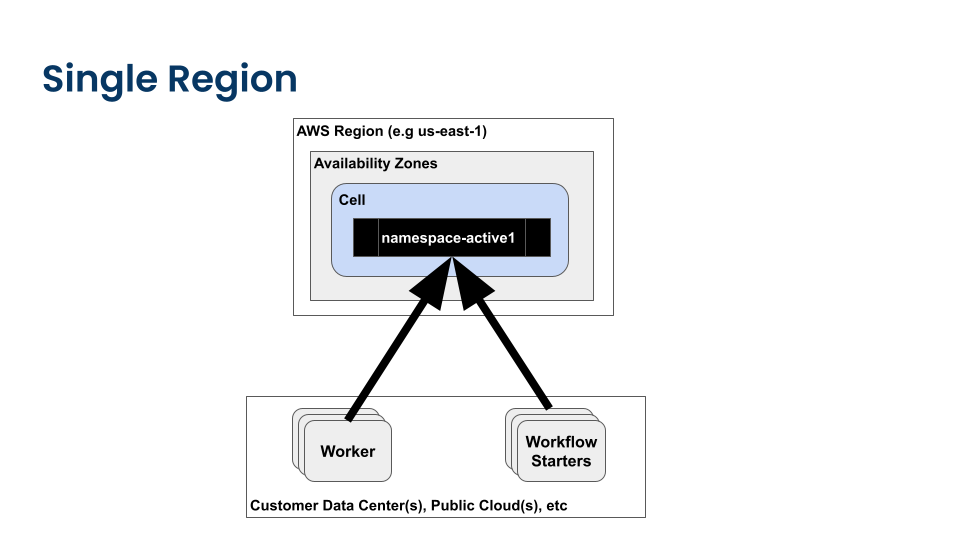 Single Region
AWS Region (e.g us-east-1)
Availability Zones
Cell
namespace-active1
Worker
Workflow
Starters
Customer Data Center(s), Public Cloud(s), etc